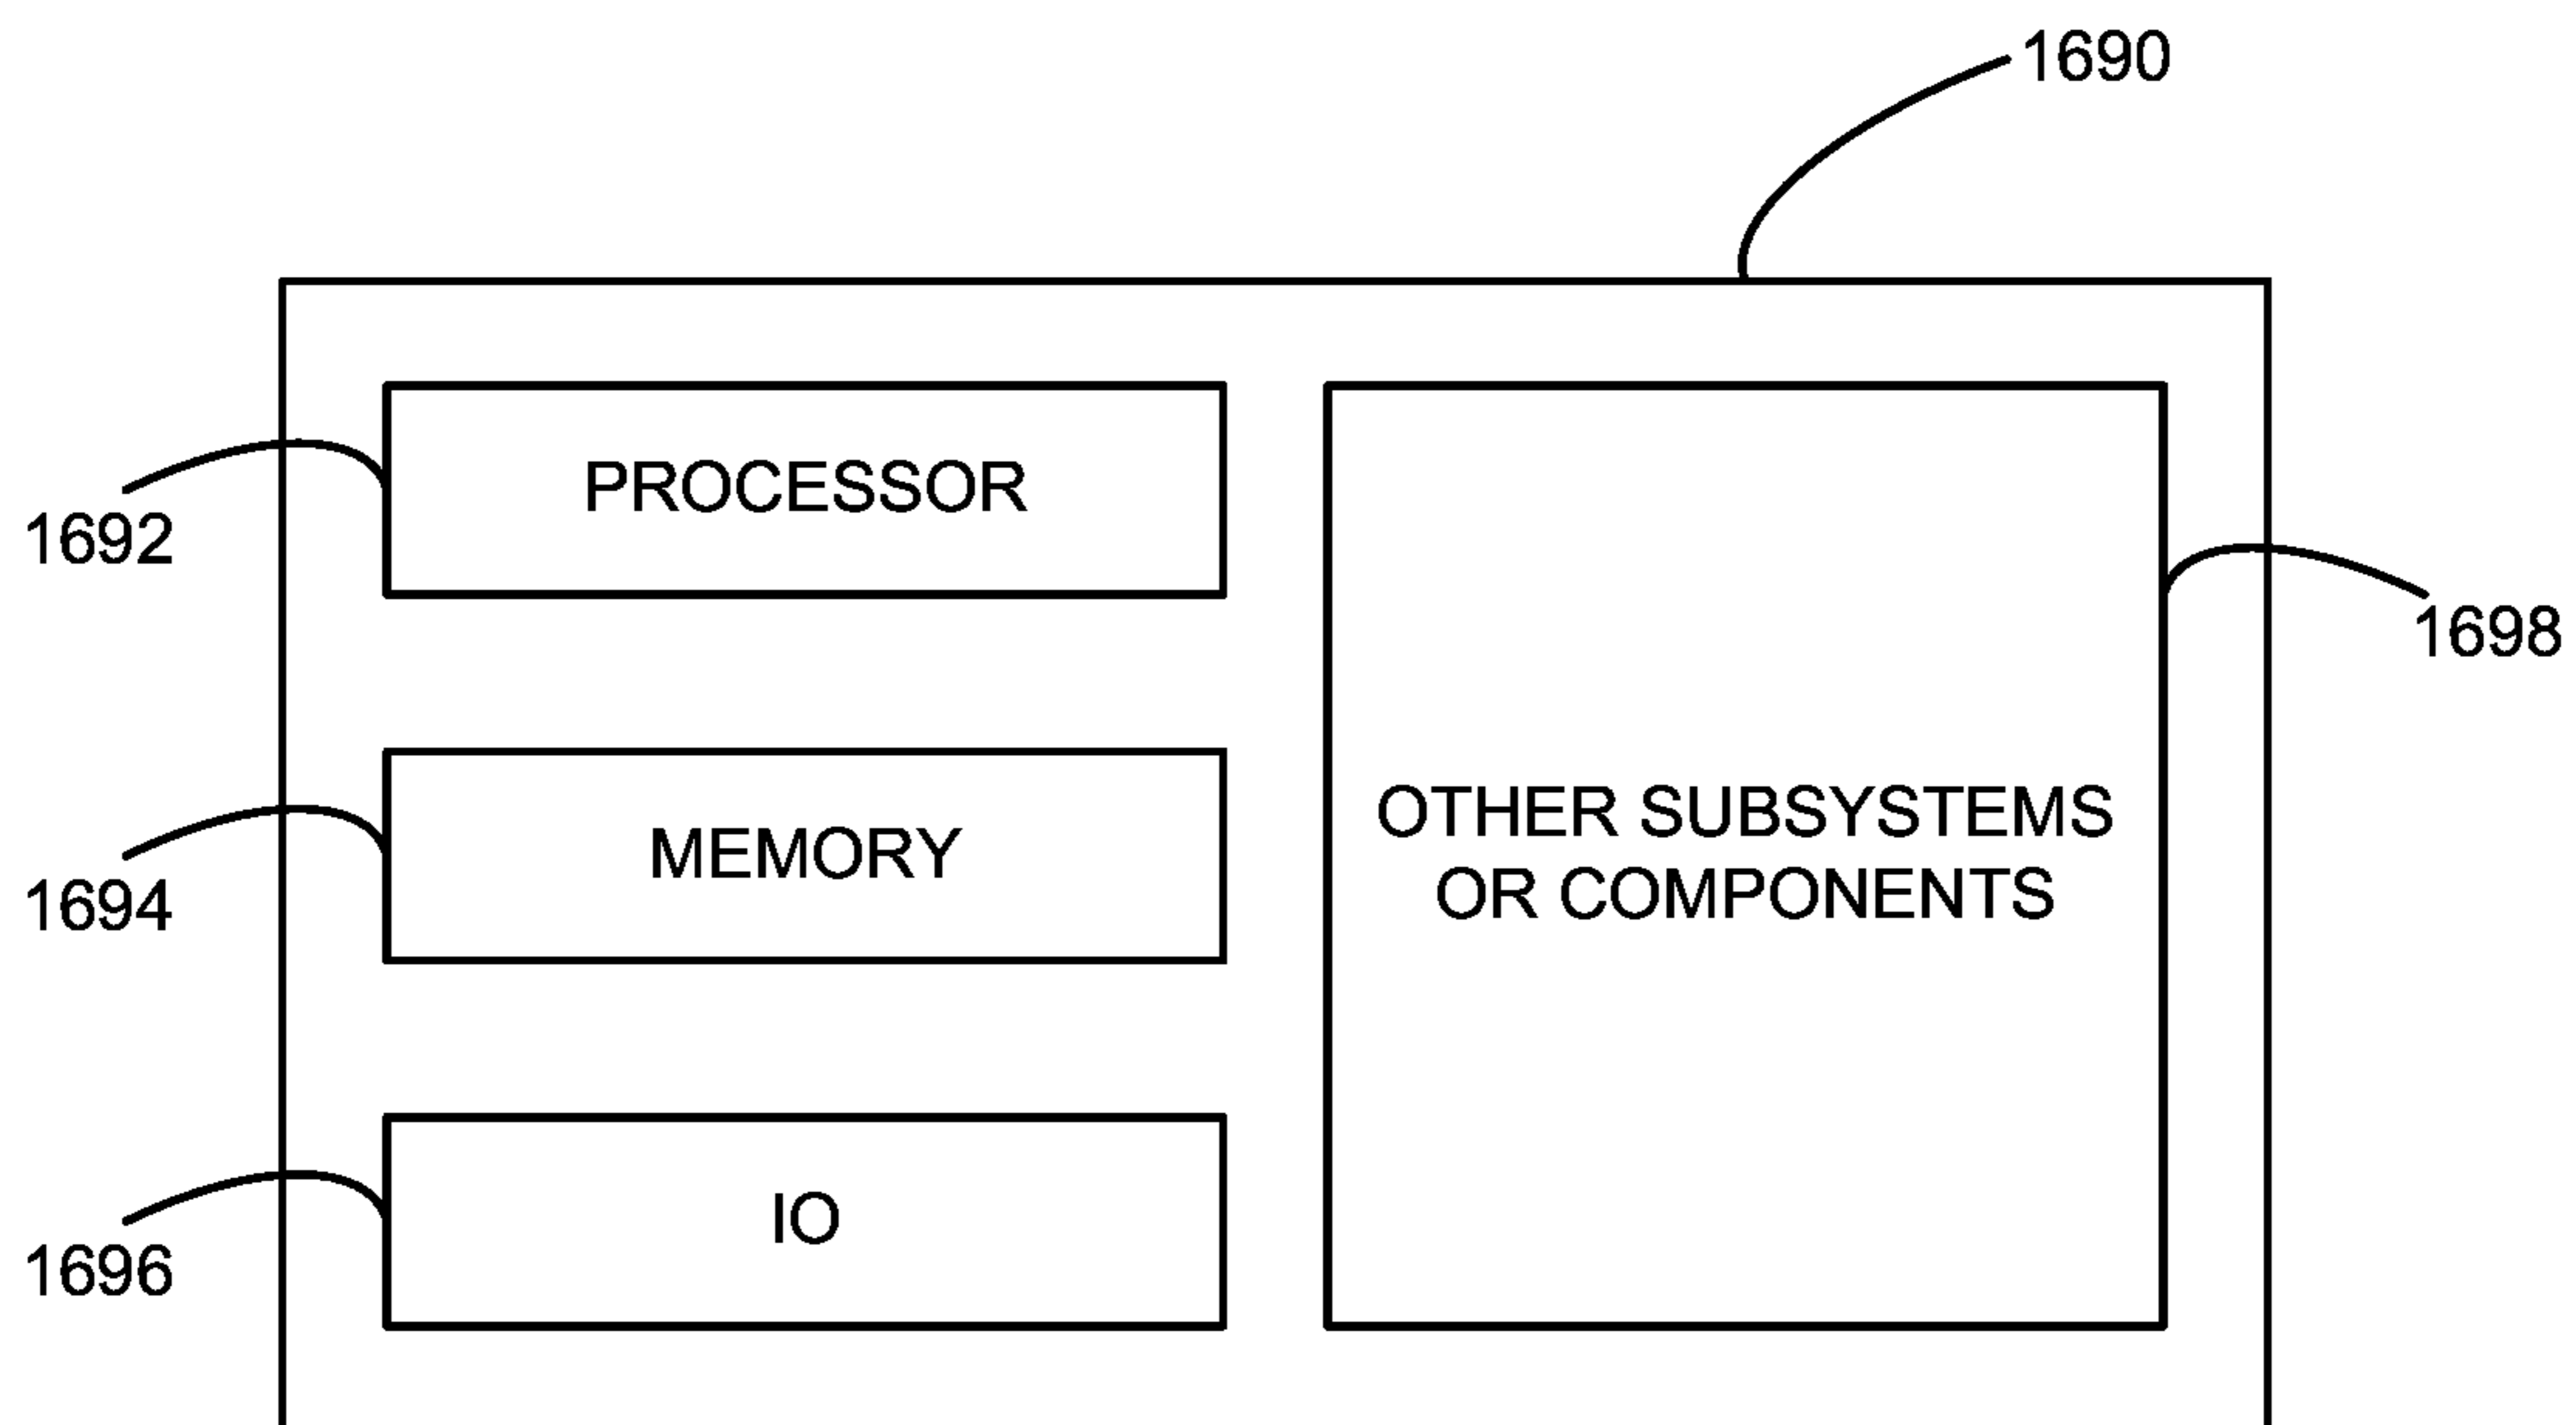 1690
PROCESSOR
1692
1698
OTHER SUBSYSTEMS
OR COMPONENTS
MEMORY
1694
IO
1696